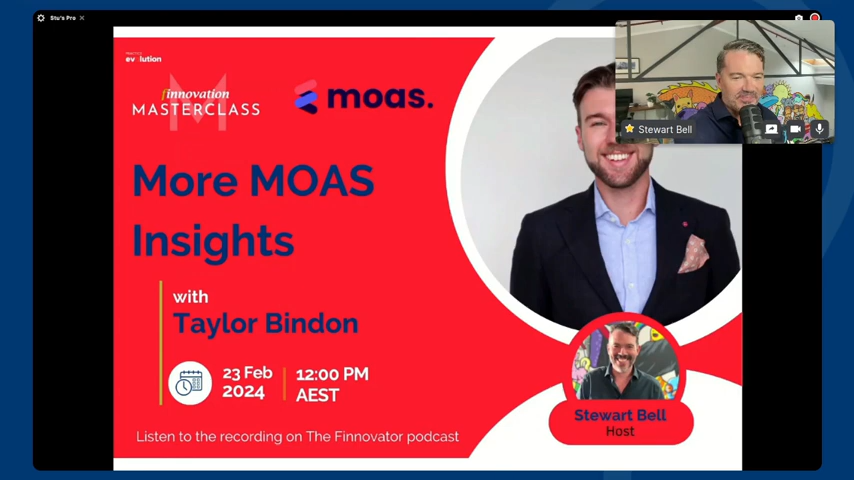 Stu's Pro
PRACTICE
evolution
finnovation
MASTERCLASS
moas.
More MOAS
Insights
with
Taylor Bindon
23 Feb
2024
12:00 PM
AEST
Listen to the recording on The Finnovator podcast
Stewart Bell
Host
Stewart Bell